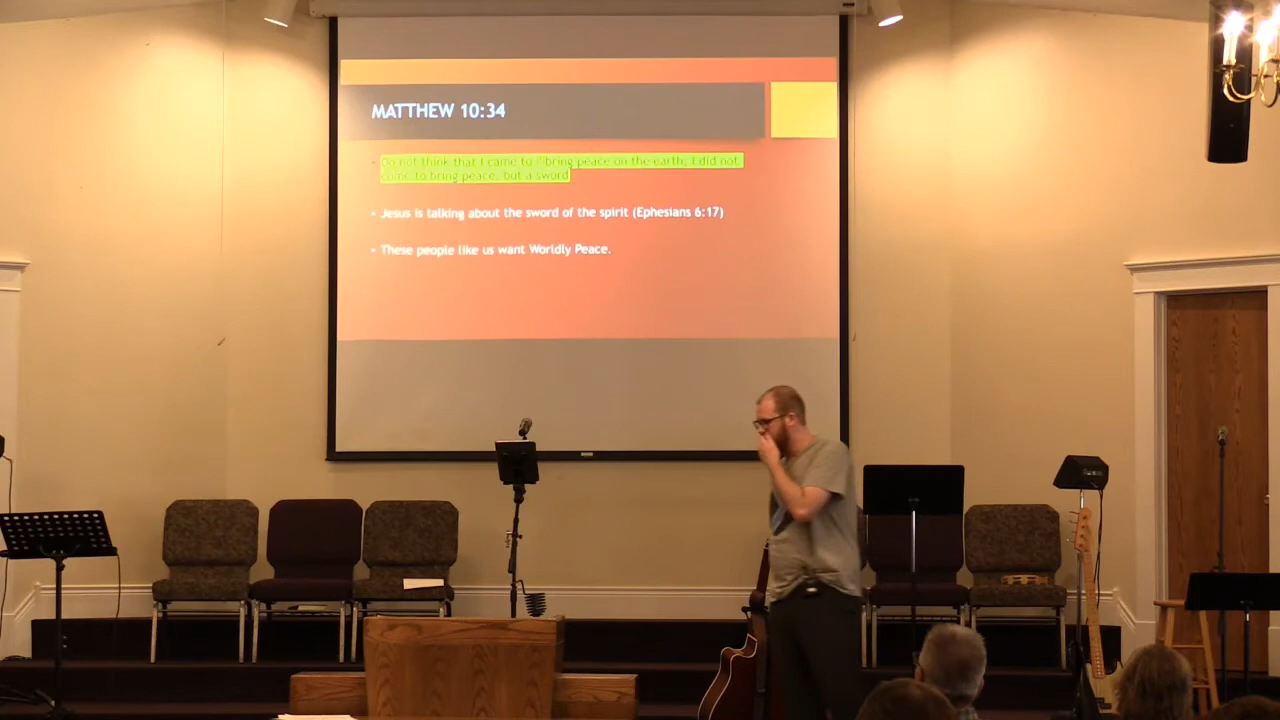 MATTHEW 10:34
Do not think that I came to "bring peace on the earth; I did not
come to bring peace, but a sword
Jesus is talking about the sword of the spirit (Ephesians 6:17)
These people like us want Worldly Peace.